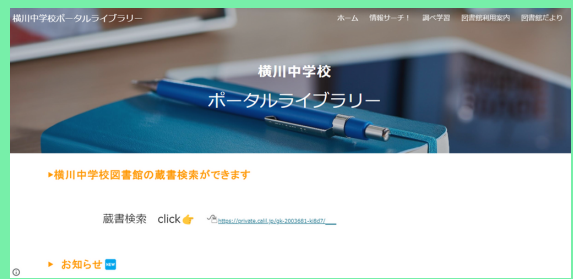 横川中学校ポータルライブラリー
ホーム 情報サーチ! 調べ学習 図書館利用案内 図書館だより
横川中学校
ポータルライブラリー
▶横川中学校図書館の蔵書検索ができます
蔵書検索 click👉 https://private.calil.jp/gk-2003681-ki8d7/
▶ お知らせ🆕